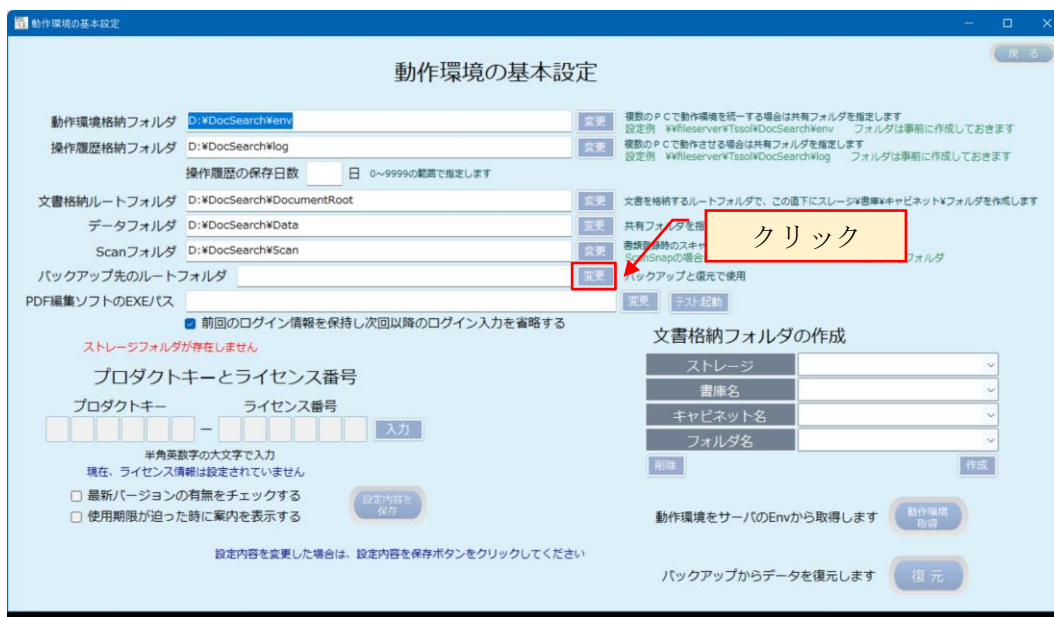 動作環境の基本設定
戻る
動作環境の基本設定
動作環境格納フォルダ D:¥DocSearch¥env 変更 複数のPCで動作環境を統一する場合は共有フォルダを指定します
設定例 ¥¥fileserver¥Tssol¥DocSearch¥env フォルダは事前に作成しておきます
操作履歴格納フォルダ D:¥DocSearch¥log 変更 複数のPCで動作させる場合は共有フォルダを指定します
設定例 ¥¥fileserver¥Tssol¥DocSearch¥log フォルダは事前に作成しておきます
操作履歴の保存日数 日 0~9999の範囲で指定します
文書格納ルートフォルダ D:¥DocSearch¥DocumentRoot 変更 文書を格納するルートフォルダで、この直下にスレージ¥書庫¥キャビネット¥フォルダを作成します
データフォルダ D:¥DocSearch¥Data 変更 共有フォルダを指
クリック
Scanフォルダ D:¥DocSearch¥Scan 変更 書類登録時のスキャ
ScanSnapの場合 フォルダ
バックアップ先のルートフォルダ 変更 バックアップと復元で使用
PDF編集ソフトのEXEパス 変更 テスト起動
前回のログイン情報を保持し次回以降のログイン入力を省略する
ストレージフォルダが存在しません
プロダクトキーとライセンス番号
プロダクトキー ライセンス番号
ー 入力
半角英数字の大文字で入力
現在、ライセンス情報は設定されていません
最新バージョンの有無をチェックする
使用期限が迫った時に案内を表示する
設定内容を
保存
設定内容を変更した場合は、設定内容を保存ボタンをクリックしてください
文書格納フォルダの作成
ストレージ
書庫名
キャビネット名
フォルダ名
削除 作成
動作環境をサーバのEnvから取得します 動作環境
取得
バックアップからデータを復元します 復元